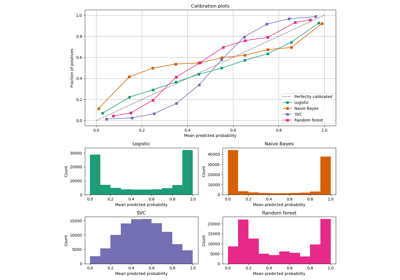 Calibration plots
1.0
0.8
0.6
0.4
0.2
0.0
Fraction of positives
Perfectly calibrated
Logistic
Naive Bayes
SVC
Random forest
0.0 0.2 0.4 0.6 0.8 1.0
Mean predicted probability
Logistic
30000
20000
10000
0
Count
0.0 0.2 0.4 0.6 0.8 1.0
Mean predicted probability
Naive Bayes
40000
20000
0
Count
0.0 0.2 0.4 0.6 0.8 1.0
Mean predicted probability
SVC
15000
10000
5000
0
Count
0.0 0.2 0.4 0.6 0.8 1.0
Mean predicted probability
Random forest
20000
15000
10000
5000
0
Count
0.0 0.2 0.4 0.6 0.8 1.0
Mean predicted probability